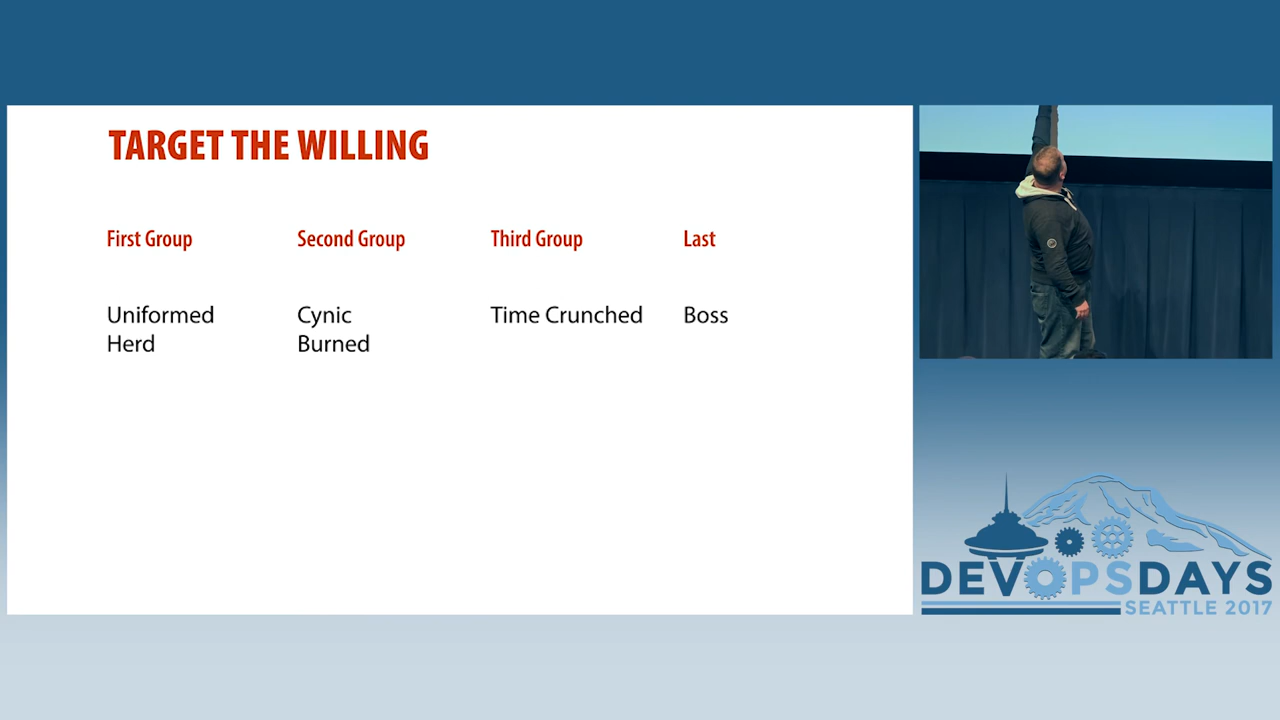 TARGET THE WILLING
First Group
Second Group
Third Group
Last
Uniformed
Herd
Cynic
Burned
Time Crunched
Boss
DEVOPSDAYS
SEATTLE 2017